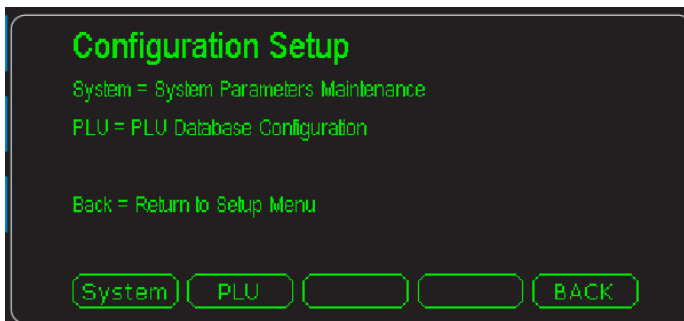 Configuration Setup
System = System Parameters Maintenance
PLU = PLU Database Configuration
Back = Return to Setup Menu
System PLU BACK